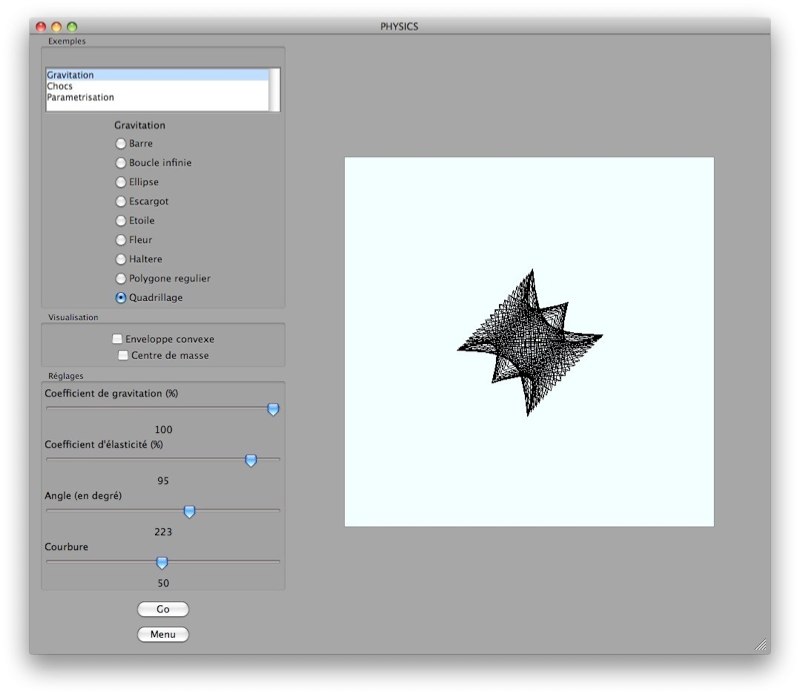 PHYSICS
Exemples
Gravitation
Chocs
Parametrisation
Gravitation
Barre
Boucle infinie
Ellipse
Escargot
Etoile
Fleur
Haltere
Polygone regulier
Quadrillage
Visualisation
Enveloppe convexe
Centre de masse
Réglages
Coefficient de gravitation (%)
100
Coefficient d'élasticité (%)
95
Angle (en degré)
223
Courbure
50
Go
Menu